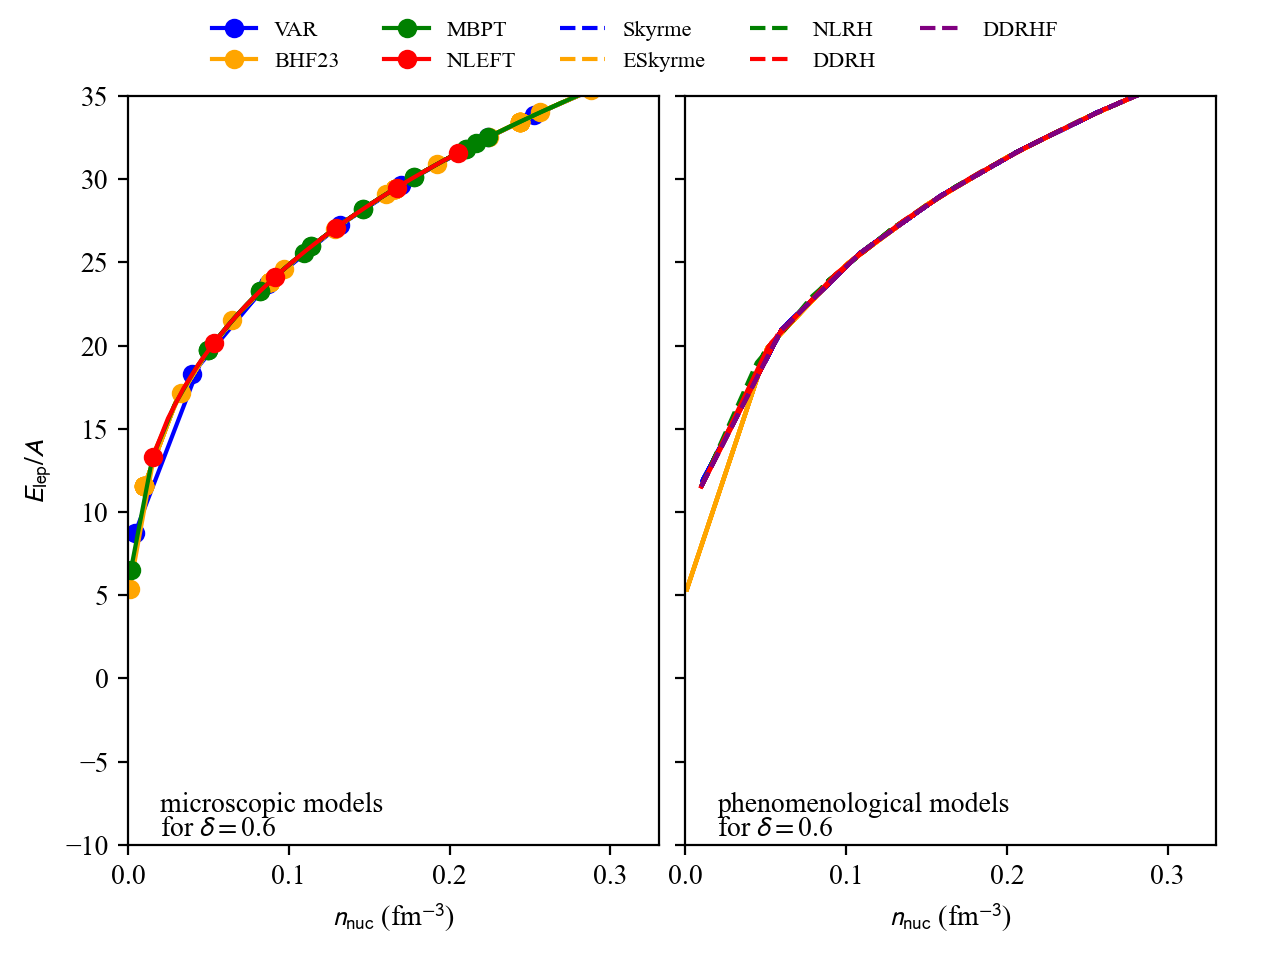 VAR MBPT Skyrme NLRH DDRHF
BHF23 NLEFT ESkyrme DDRH
35
30
25
20
15
10
5
0
−5
−10
E_lep/A
microscopic models
for δ = 0.6
phenomenological models
for δ = 0.6
0.0 0.1 0.2 0.3
0.0 0.1 0.2 0.3
n_nuc (fm⁻³)
n_nuc (fm⁻³)